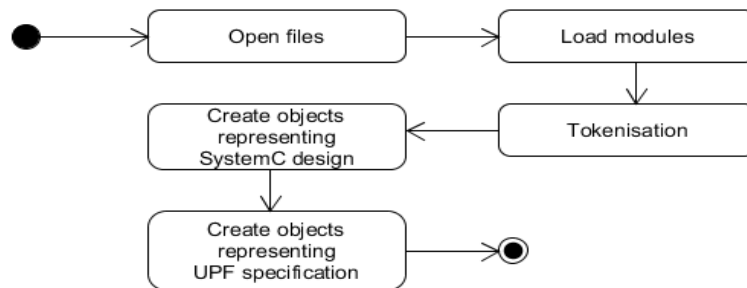 Open files
Load modules
Tokenisation
Create objects
representing
SystemC design
Create objects
representing
UPF specification